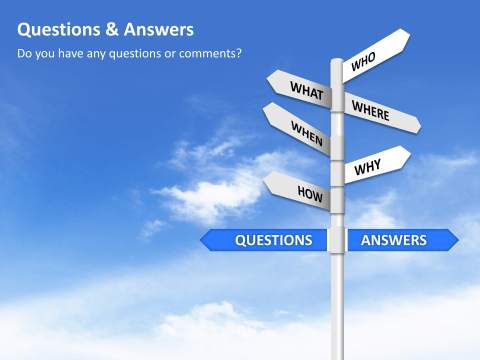 Questions & Answers
Do you have any questions or comments?
WHO
WHAT
WHERE
WHEN
WHY
HOW
QUESTIONS
ANSWERS